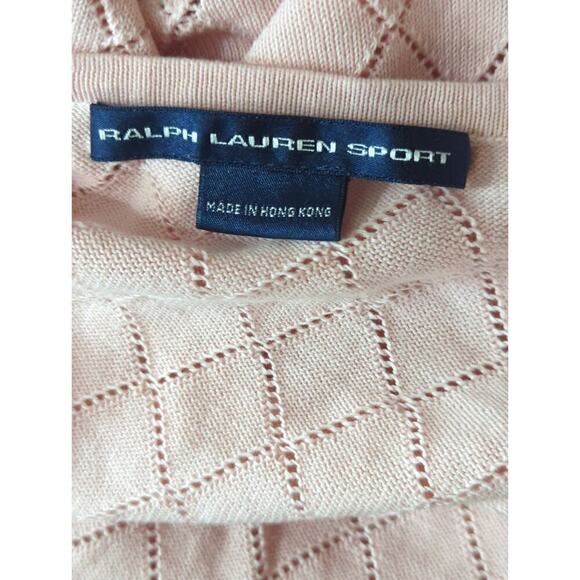 RALPH LAUREN SPORT
MADE IN HONG KONG